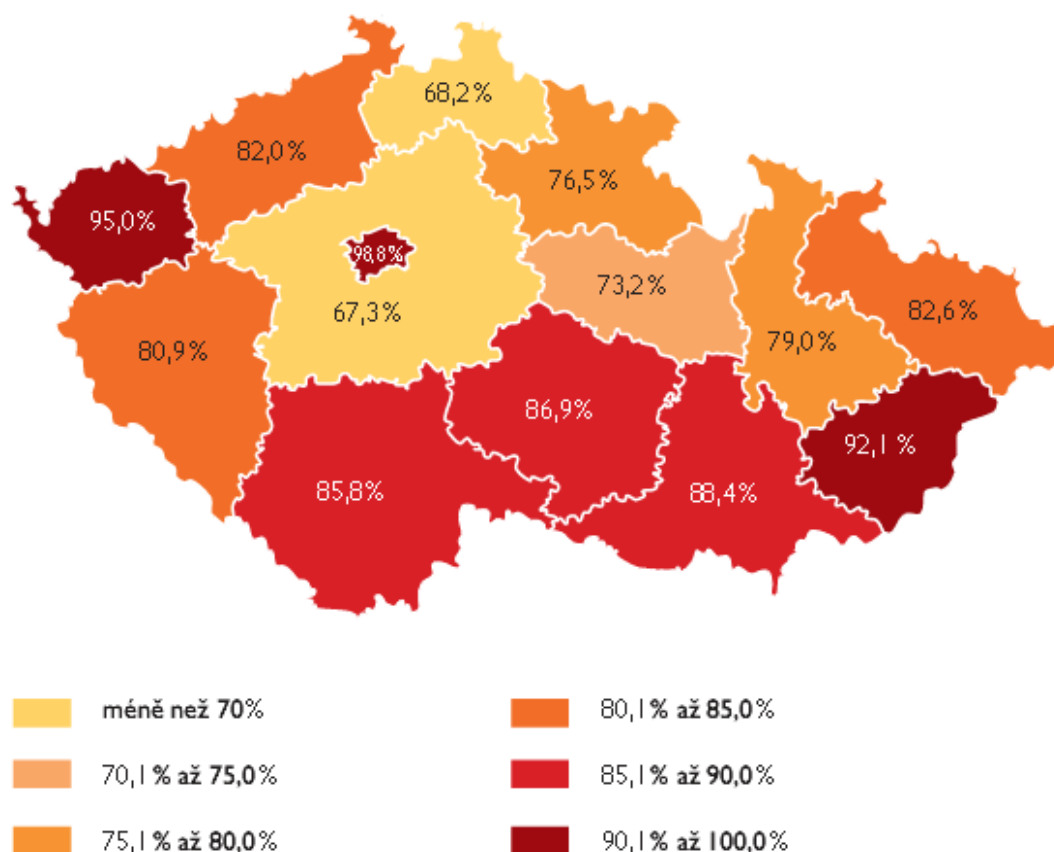 68,2%
82,0%
76,5%
95,0%
98,8%
73,2%
67,3%
82,6%
80,9%
79,0%
86,9%
92,1%
85,8%
88,4%
méně než 70%
70,1% až 75,0%
75,1% až 80,0%
80,1% až 85,0%
85,1% až 90,0%
90,1% až 100,0%